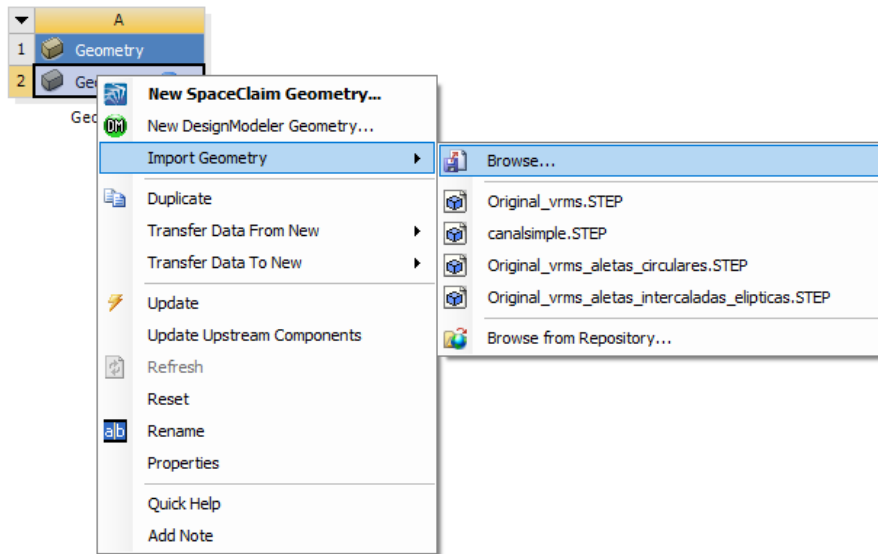 A
1 Geometry
2 Ge
Geo
New SpaceClaim Geometry...
DM New DesignModeler Geometry...
Import Geometry
Duplicate
Transfer Data From New
Transfer Data To New
Update
Update Upstream Components
Refresh
Reset
a|b Rename
Properties
Quick Help
Add Note
Browse...
Original_vrms.STEP
canalsimple.STEP
Original_vrms_aletas_circulares.STEP
Original_vrms_aletas_intercaladas_elipticas.STEP
Browse from Repository...